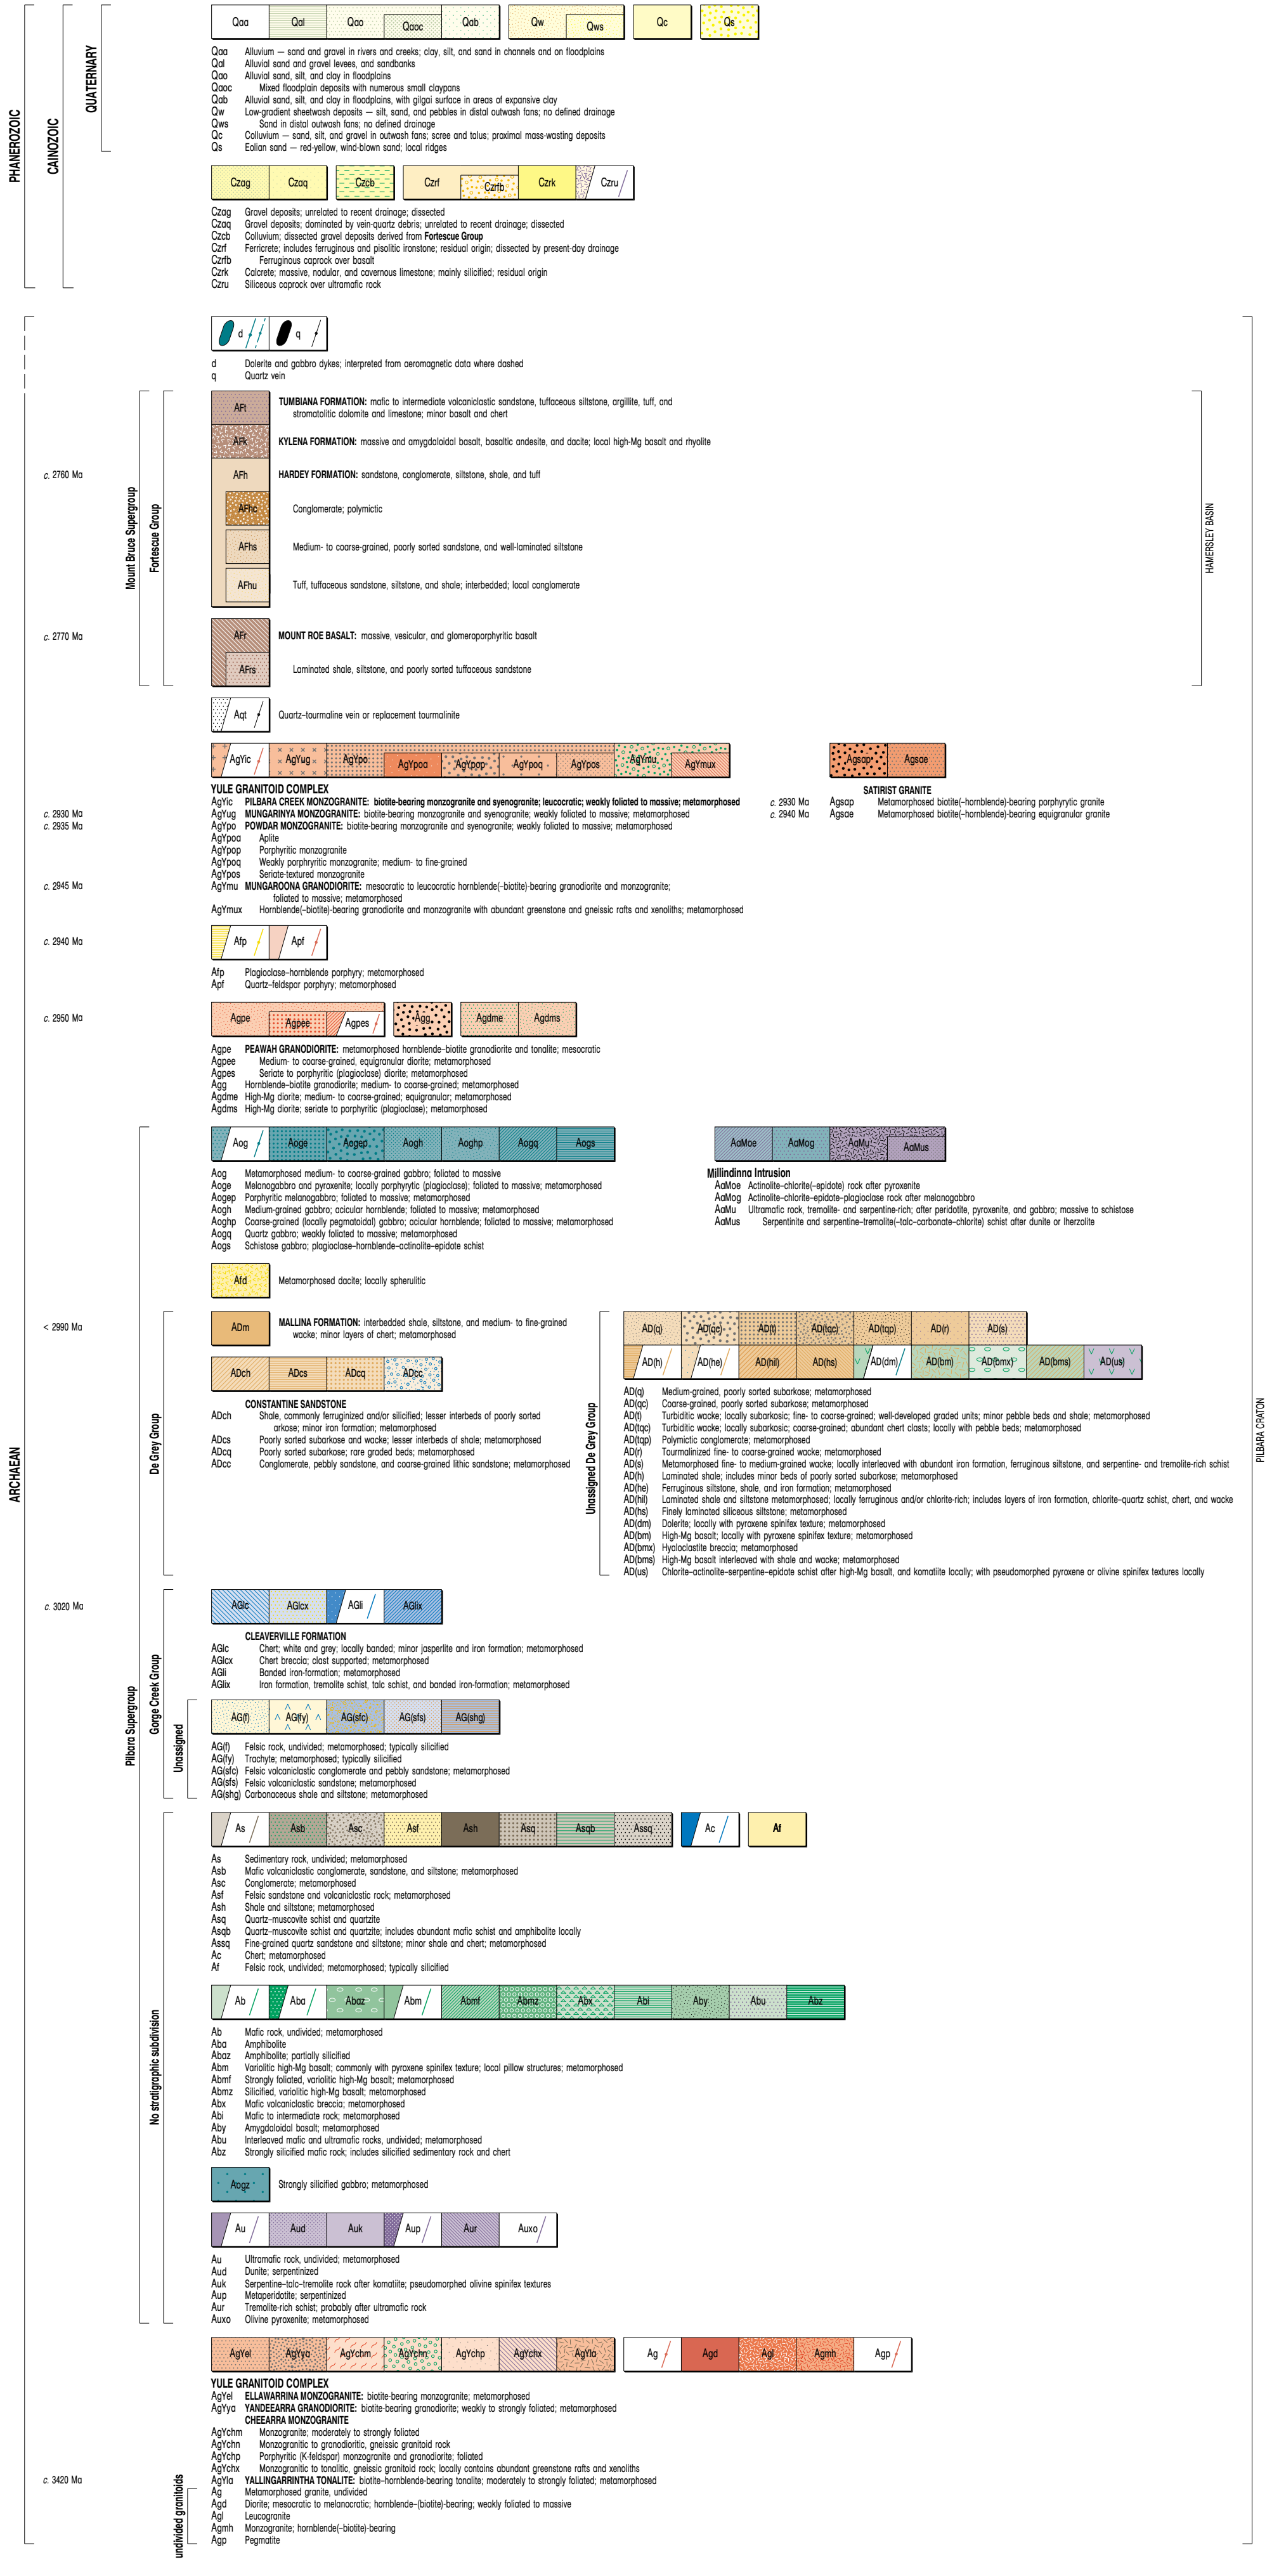 PHANEROZOIC
CAINOZOIC
QUATERNARY
Qaa Qal Qao Qaoc Qab Qw Qws Qc Qs
Qaa Alluvium — sand and gravel in rivers and creeks; clay, silt, and sand in channels and on floodplains
Qal Alluvial sand and gravel levees, and sandbanks
Qao Alluvial sand, silt, and clay in floodplains
Qaoc Mixed floodplain deposits with numerous small claypans
Qab Alluvial sand, silt, and clay in floodplains, with gilgai surface in areas of expansive clay
Qw Low-gradient sheetwash deposits — silt, sand, and pebbles in distal outwash fans; no defined drainage
Qws Sand in distal outwash fans; no defined drainage
Qc Colluvium — sand, silt, and gravel in outwash fans; scree and talus; proximal mass-wasting deposits
Qs Eolian sand — red-yellow, wind-blown sand; local ridges
Czag Czaq Czcb Czrf Czrfb Czrk Czru
Czag Gravel deposits; unrelated to recent drainage; dissected
Czaq Gravel deposits; dominated by vein-quartz debris; unrelated to recent drainage; dissected
Czcb Colluvium; dissected gravel deposits derived from Fortescue Group
Czrf Ferricrete; includes ferruginous and pisolitic ironstone; residual origin; dissected by present-day drainage
Czrfb Ferruginous caprock over basalt
Czrk Calcrete; massive, nodular, and cavernous limestone; mainly silicified; residual origin
Czru Siliceous caprock over ultramafic rock
d q
d Dolerite and gabbro dykes; interpreted from aeromagnetic data where dashed
q Quartz vein
Mount Bruce Supergroup
Fortescue Group
HAMERSLEY BASIN
AFt TUMBIANA FORMATION: mafic to intermediate volcaniclastic sandstone, tuffaceous siltstone, argillite, tuff, and
stromatolitic dolomite and limestone; minor basalt and chert
AFk KYLENA FORMATION: massive and amygdaloidal basalt, basaltic andesite, and dacite; local high-Mg basalt and rhyolite
c. 2760 Ma AFh HARDEY FORMATION: sandstone, conglomerate, siltstone, shale, and tuff
AFhc Conglomerate; polymictic
AFhs Medium- to coarse-grained, poorly sorted sandstone, and well-laminated siltstone
AFhu Tuff, tuffaceous sandstone, siltstone, and shale; interbedded; local conglomerate
c. 2770 Ma AFr MOUNT ROE BASALT: massive, vesicular, and glomeroporphyritic basalt
AFrs Laminated shale, siltstone, and poorly sorted tuffaceous sandstone
Aqt Quartz–tourmaline vein or replacement tourmalinite
AgYic AgYug AgYpo AgYpoa AgYpop AgYpoq AgYpos AgYmu AgYmux Agsap Agsae
YULE GRANITOID COMPLEX
SATIRIST GRANITE
AgYic PILBARA CREEK MONZOGRANITE: biotite-bearing monzogranite and syenogranite; leucocratic; weakly foliated to massive; metamorphosed
c. 2930 Ma Agsap Metamorphosed biotite(–hornblende)-bearing porphyrytic granite
c. 2930 Ma AgYug MUNGARINYA MONZOGRANITE: biotite-bearing monzogranite and syenogranite; weakly foliated to massive; metamorphosed
c. 2940 Ma Agsae Metamorphosed biotite(–hornblende)-bearing equigranular granite
c. 2935 Ma AgYpo POWDAR MONZOGRANITE: biotite-bearing monzogranite and syenogranite; weakly foliated to massive; metamorphosed
AgYpoa Aplite
AgYpop Porphyritic monzogranite
AgYpoq Weakly porphryritic monzogranite; medium- to fine-grained
AgYpos Seriate-textured monzogranite
c. 2945 Ma AgYmu MUNGAROONA GRANODIORITE: mesocratic to leucocratic hornblende(–biotite)-bearing granodiorite and monzogranite;
foliated to massive; metamorphosed
AgYmux Hornblende(–biotite)-bearing granodiorite and monzogranite with abundant greenstone and gneissic rafts and xenoliths; metamorphosed
c. 2940 Ma Afp Apf
Afp Plagioclase–hornblende porphyry; metamorphosed
Apf Quartz–feldspar porphyry; metamorphosed
c. 2950 Ma Agpe Agpee Agpes Agg Agdme Agdms
Agpe PEAWAH GRANODIORITE: metamorphosed hornblende–biotite granodiorite and tonalite; mesocratic
Agpee Medium- to coarse-grained, equigranular diorite; metamorphosed
Agpes Seriate to porphyritic (plagioclase) diorite; metamorphosed
Agg Hornblende–biotite granodiorite; medium- to coarse-grained; metamorphosed
Agdme High-Mg diorite; medium- to coarse-grained; equigranular; metamorphosed
Agdms High-Mg diorite; seriate to porphyritic (plagioclase); metamorphosed
ARCHAEAN
PILBARA CRATON
Pilbara Supergroup
Aog Aoge Aogep Aogh Aoghp Aogq Aogs AaMoe AaMog AaMu AaMus
Aog Metamorphosed medium- to coarse-grained gabbro; foliated to massive
Aoge Melanogabbro and pyroxenite; locally porphyrytic (plagioclase); foliated to massive; metamorphosed
Aogep Porphyritic melanogabbro; foliated to massive; metamorphosed
Aogh Medium-grained gabbro; acicular hornblende; foliated to massive; metamorphosed
Aoghp Coarse-grained (locally pegmatoidal) gabbro; acicular hornblende; foliated to massive; metamorphosed
Aogq Quartz gabbro; weakly foliated to massive; metamorphosed
Aogs Schistose gabbro; plagioclase–hornblende–actinolite–epidote schist
Millindinna Intrusion
AaMoe Actinolite–chlorite(–epidote) rock after pyroxenite
AaMog Actinolite–chlorite–epidote–plagioclase rock after melanogabbro
AaMu Ultramafic rock, tremolite- and serpentine-rich; after peridotite, pyroxenite, and gabbro; massive to schistose
AaMus Serpentinite and serpentine–tremolite(–talc–carbonate–chlorite) schist after dunite or lherzolite
Afd Metamorphosed dacite; locally spherulitic
De Grey Group
< 2990 Ma ADm MALLINA FORMATION: interbedded shale, siltstone, and medium- to fine-grained
wacke; minor layers of chert; metamorphosed
ADch ADcs ADcq ADcc
CONSTANTINE SANDSTONE
ADch Shale, commonly ferruginized and/or silicified; lesser interbeds of poorly sorted
arkose; minor iron formation; metamorphosed
ADcs Poorly sorted subarkose and wacke; lesser interbeds of shale; metamorphosed
ADcq Poorly sorted subarkose; rare graded beds; metamorphosed
ADcc Conglomerate, pebbly sandstone, and coarse-grained lithic sandstone; metamorphosed
Unassigned De Grey Group
AD(q) AD(qc) AD(t) AD(tqc) AD(tqp) AD(r) AD(s)
AD(h) AD(he) AD(hil) AD(hs) AD(dm) AD(bm) AD(bmx) AD(bms) AD(us)
AD(q) Medium-grained, poorly sorted subarkose; metamorphosed
AD(qc) Coarse-grained, poorly sorted subarkose; metamorphosed
AD(t) Turbiditic wacke; locally subarkosic; fine- to coarse-grained; well-developed graded units; minor pebble beds and shale; metamorphosed
AD(tqc) Turbiditic wacke; locally subarkosic; coarse-grained; abundant chert clasts; locally with pebble beds; metamorphosed
AD(tqp) Polymictic conglomerate; metamorphosed
AD(r) Tourmalinized fine- to coarse-grained wacke; metamorphosed
AD(s) Metamorphosed fine- to medium-grained wacke; locally interleaved with abundant iron formation, ferruginous siltstone, and serpentine- and tremolite-rich schist
AD(h) Laminated shale; includes minor beds of poorly sorted subarkose; metamorphosed
AD(he) Ferruginous siltstone, shale, and iron formation; metamorphosed
AD(hil) Laminated shale and siltstone metamorphosed; locally ferruginous and/or chlorite-rich; includes layers of iron formation, chlorite–quartz schist, chert, and wacke
AD(hs) Finely laminated siliceous siltstone; metamorphosed
AD(dm) Dolerite; locally with pyroxene spinifex texture; metamorphosed
AD(bm) High-Mg basalt; locally with pyroxene spinifex texture; metamorphosed
AD(bmx) Hyaloclastite breccia; metamorphosed
AD(bms) High-Mg basalt interleaved with shale and wacke; metamorphosed
AD(us) Chlorite–actinolite–serpentine–epidote schist after high-Mg basalt, and komatiite locally; with pseudomorphed pyroxene or olivine spinifex textures locally
Gorge Creek Group
c. 3020 Ma AGlc AGlcx AGli AGlix
CLEAVERVILLE FORMATION
AGlc Chert; white and grey; locally banded; minor jasperlite and iron formation; metamorphosed
AGlcx Chert breccia; clast supported; metamorphosed
AGli Banded iron-formation; metamorphosed
AGlix Iron formation, tremolite schist, talc schist, and banded iron-formation; metamorphosed
Unassigned
AG(f) AG(fy) AG(sfc) AG(sfs) AG(shg)
AG(f) Felsic rock, undivided; metamorphosed; typically silicified
AG(fy) Trachyte; metamorphosed; typically silicified
AG(sfc) Felsic volcaniclastic conglomerate and pebbly sandstone; metamorphosed
AG(sfs) Felsic volcaniclastic sandstone; metamorphosed
AG(shg) Carbonaceous shale and siltstone; metamorphosed
No stratigraphic subdivision
As Asb Asc Asf Ash Asq Asqb Assq Ac Af
As Sedimentary rock, undivided; metamorphosed
Asb Mafic volcaniclastic conglomerate, sandstone, and siltstone; metamorphosed
Asc Conglomerate; metamorphosed
Asf Felsic sandstone and volcaniclastic rock; metamorphosed
Ash Shale and siltstone; metamorphosed
Asq Quartz–muscovite schist and quartzite
Asqb Quartz–muscovite schist and quartzite; includes abundant mafic schist and amphibolite locally
Assq Fine-grained quartz sandstone and siltstone; minor shale and chert; metamorphosed
Ac Chert; metamorphosed
Af Felsic rock, undivided; metamorphosed; typically silicified
Ab Aba Abaz Abm Abmf Abmz Abx Abi Aby Abu Abz
Ab Mafic rock, undivided; metamorphosed
Aba Amphibolite
Abaz Amphibolite; partially silicified
Abm Variolitic high-Mg basalt; commonly with pyroxene spinifex texture; local pillow structures; metamorphosed
Abmf Strongly foliated, variolitic high-Mg basalt; metamorphosed
Abmz Silicified, variolitic high-Mg basalt; metamorphosed
Abx Mafic volcaniclastic breccia; metamorphosed
Abi Mafic to intermediate rock; metamorphosed
Aby Amygdaloidal basalt; metamorphosed
Abu Interleaved mafic and ultramafic rocks, undivided; metamorphosed
Abz Strongly silicified mafic rock; includes silicified sedimentary rock and chert
Aogz Strongly silicified gabbro; metamorphosed
Au Aud Auk Aup Aur Auxo
Au Ultramafic rock, undivided; metamorphosed
Aud Dunite; serpentinized
Auk Serpentine–talc–tremolite rock after komatiite; pseudomorphed olivine spinifex textures
Aup Metaperidotite; serpentinized
Aur Tremolite-rich schist; probably after ultramafic rock
Auxo Olivine pyroxenite; metamorphosed
AgYel AgYya AgYchm AgYchn AgYchp AgYchx AgYla Ag Agd Agl Agmh Agp
YULE GRANITOID COMPLEX
AgYel ELLAWARRINA MONZOGRANITE: biotite-bearing monzogranite; metamorphosed
AgYya YANDEEARRA GRANODIORITE: biotite-bearing granodiorite; weakly to strongly foliated; metamorphosed
CHEEARRA MONZOGRANITE
AgYchm Monzogranite; moderately to strongly foliated
AgYchn Monzogranitic to granodioritic, gneissic granitoid rock
AgYchp Porphyritic (K-feldspar) monzogranite and granodiorite; foliated
AgYchx Monzogranitic to tonalitic, gneissic granitoid rock; locally contains abundant greenstone rafts and xenoliths
c. 3420 Ma AgYla YALLINGARRINTHA TONALITE: biotite–hornblende-bearing tonalite; moderately to strongly foliated; metamorphosed
undivided granitoids
Ag Metamorphosed granite, undivided
Agd Diorite; mesocratic to melanocratic; hornblende–(biotite)-bearing; weakly foliated to massive
Agl Leucogranite
Agmh Monzogranite; hornblende(–biotite)-bearing
Agp Pegmatite